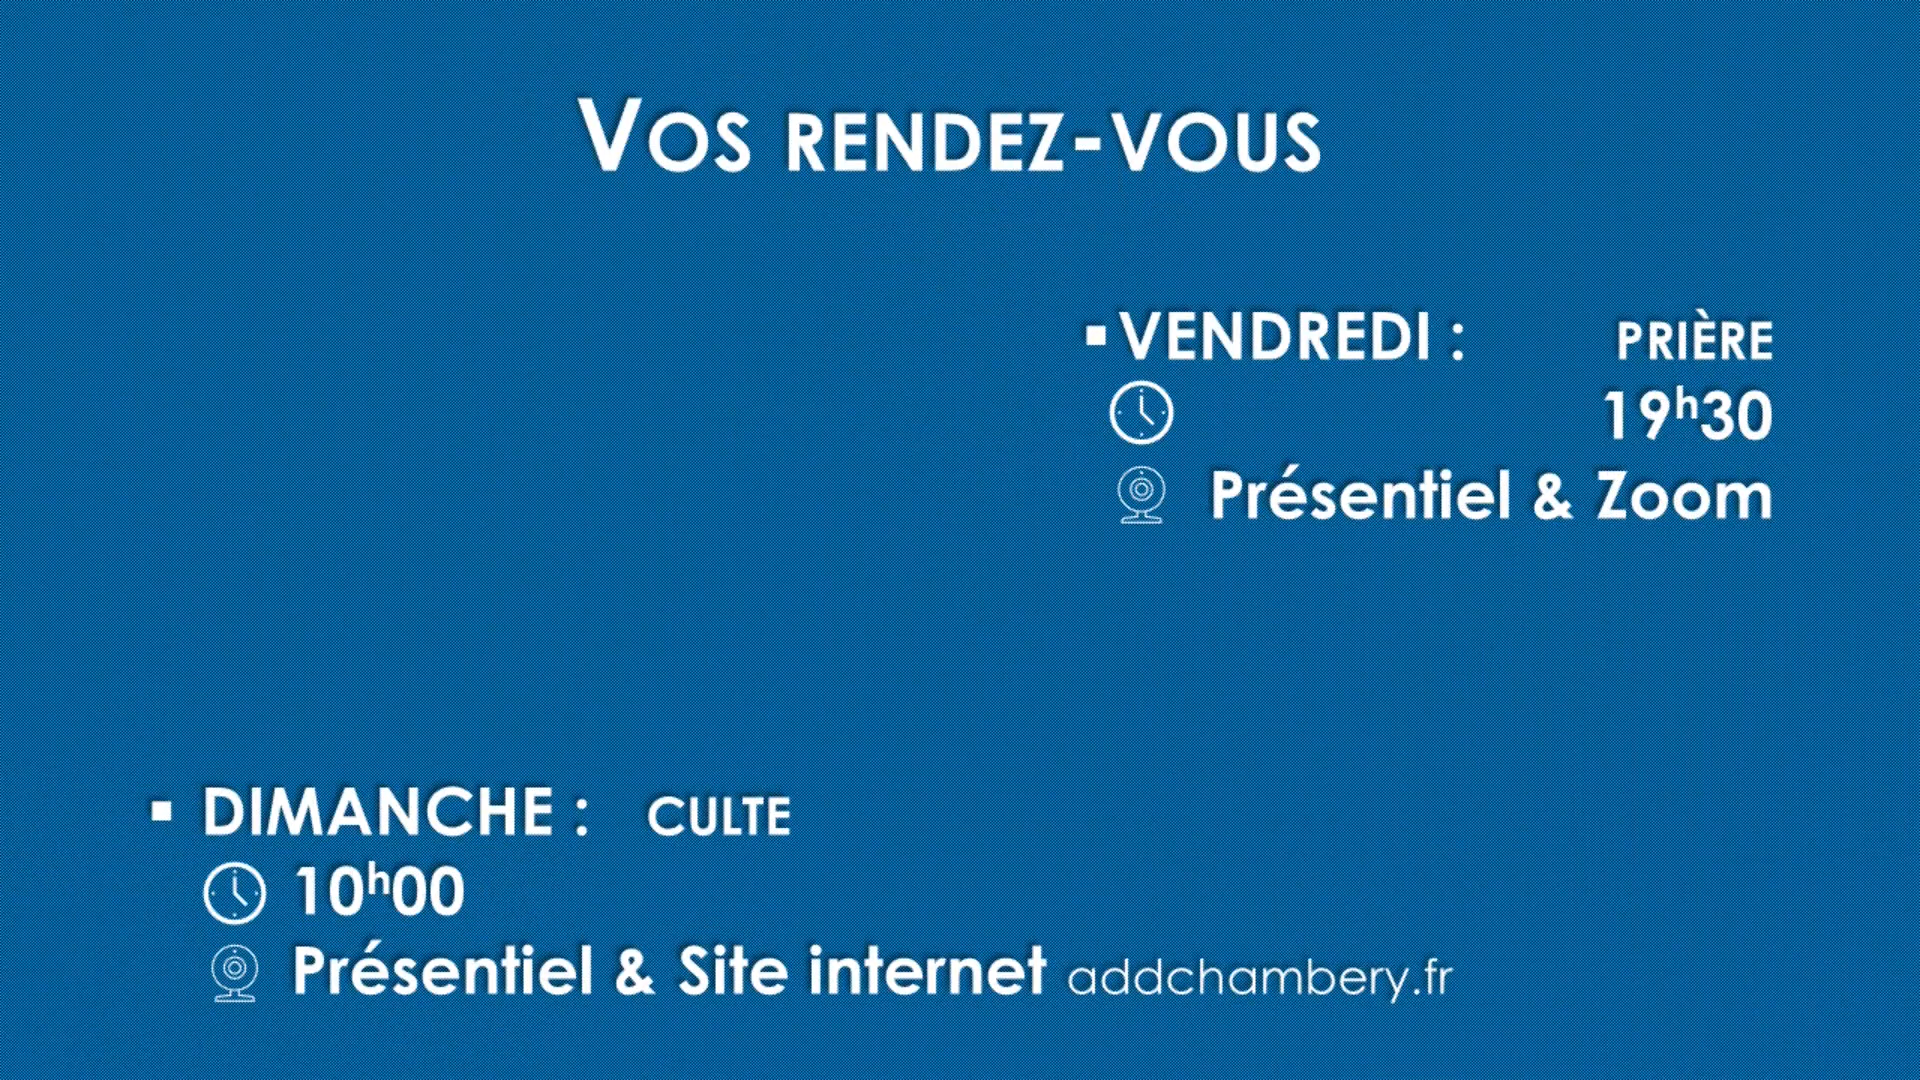 VOS RENDEZ-VOUS
▪ VENDREDI : PRIÈRE
19h30
Présentiel & Zoom
▪ DIMANCHE : CULTE
10h00
Présentiel & Site internet addchambery.fr